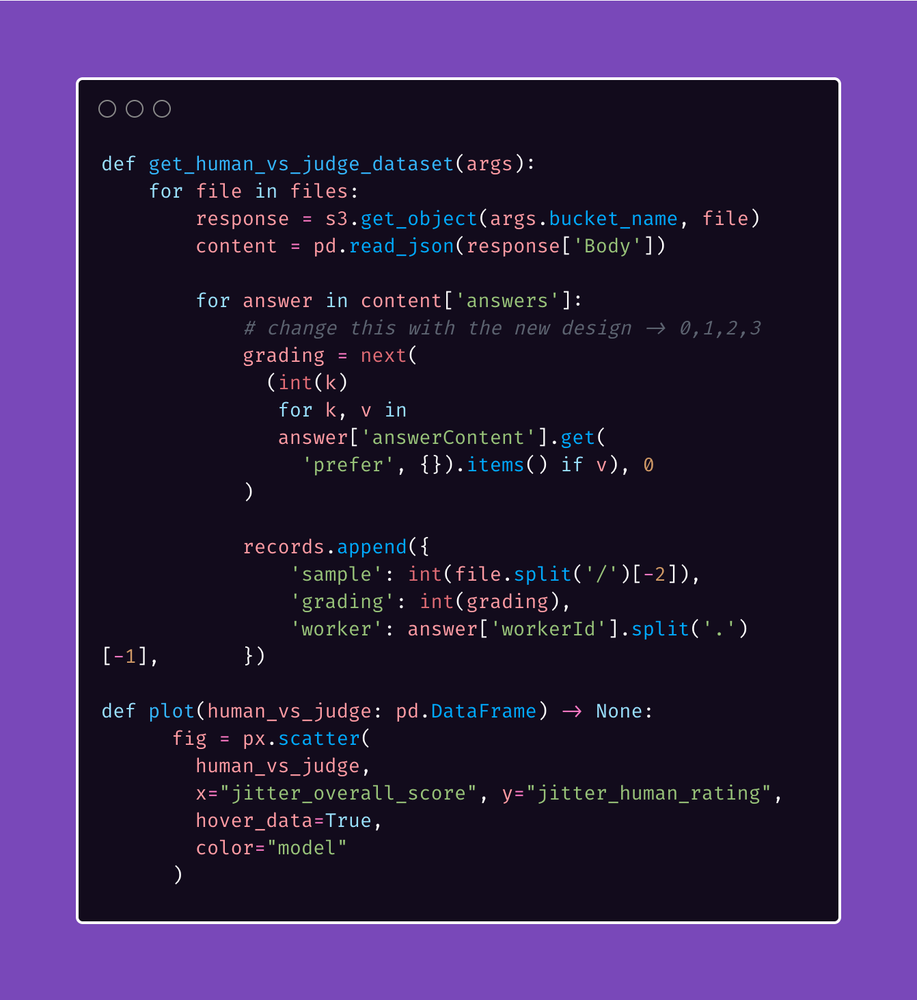 def get_human_vs_judge_dataset(args):
    for file in files:
        response = s3.get_object(args.bucket_name, file)
        content = pd.read_json(response['Body'])

        for answer in content['answers']:
            # change this with the new design -> 0,1,2,3
            grading = next(
              (int(k)
               for k, v in
               answer['answerContent'].get(
                 'prefer', {}).items() if v), 0
            )

            records.append({
                'sample': int(file.split('/')[-2]),
                'grading': int(grading),
                'worker': answer['workerId'].split('.')
[-1],       })

def plot(human_vs_judge: pd.DataFrame) -> None:
      fig = px.scatter(
        human_vs_judge,
        x="jitter_overall_score", y="jitter_human_rating",
        hover_data=True,
        color="model"
      )